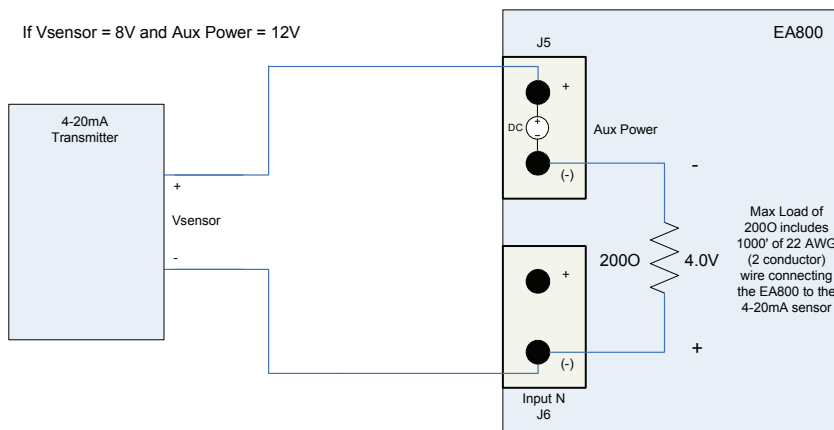 If Vsensor = 8V and Aux Power = 12V
EA800
J5
4-20mA
Transmitter
+
Vsensor
-
+
DC
+
−
Aux Power
(-)
-
200O
4.0V
+
Max Load of
200O includes
1000' of 22 AWG
(2 conductor)
wire connecting
the EA800 to the
4-20mA sensor
+
(-)
Input N
J6